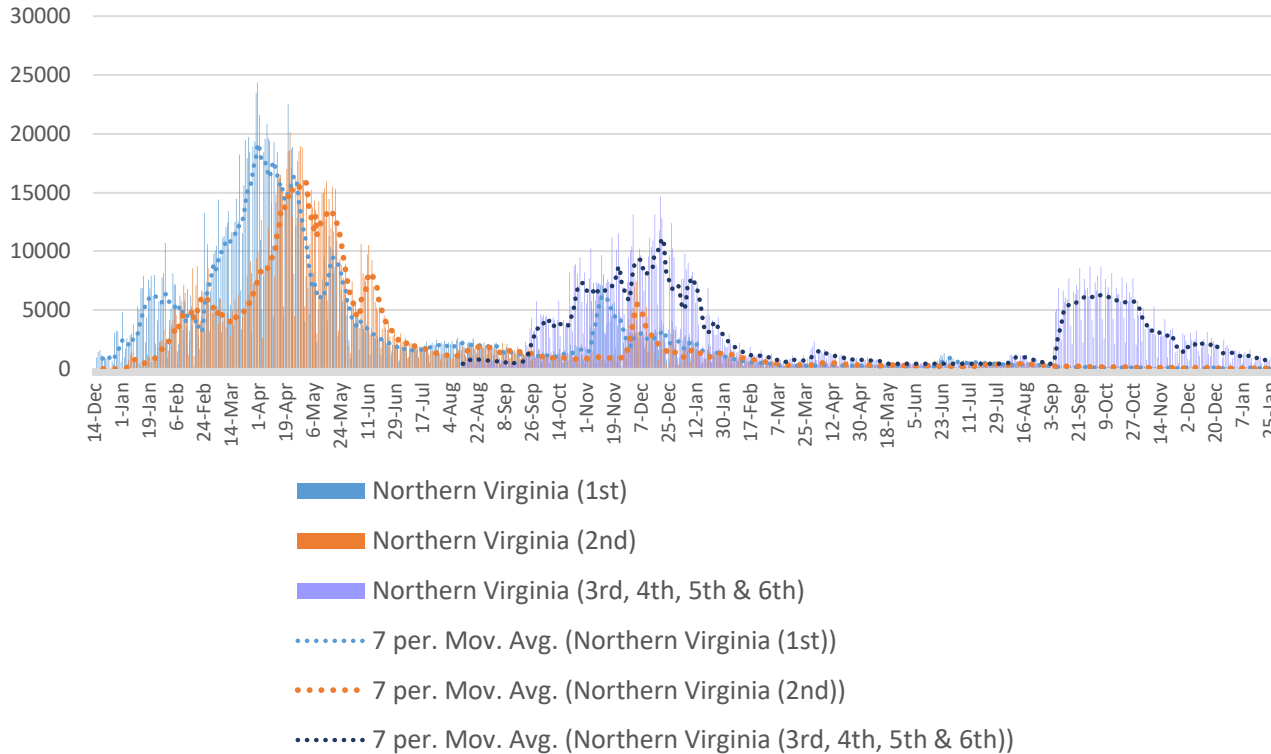 30000
25000
20000
15000
10000
5000
0
14-Dec
1-Jan
19-Jan
6-Feb
24-Feb
14-Mar
1-Apr
19-Apr
6-May
24-May
11-Jun
29-Jun
17-Jul
4-Aug
22-Aug
8-Sep
26-Sep
14-Oct
1-Nov
19-Nov
7-Dec
25-Dec
12-Jan
30-Jan
17-Feb
7-Mar
25-Mar
12-Apr
30-Apr
18-May
5-Jun
23-Jun
11-Jul
29-Jul
16-Aug
3-Sep
21-Sep
9-Oct
27-Oct
14-Nov
2-Dec
20-Dec
7-Jan
25-Jan
Northern Virginia (1st)
Northern Virginia (2nd)
Northern Virginia (3rd, 4th, 5th & 6th)
7 per. Mov. Avg. (Northern Virginia (1st))
7 per. Mov. Avg. (Northern Virginia (2nd))
7 per. Mov. Avg. (Northern Virginia (3rd, 4th, 5th & 6th))